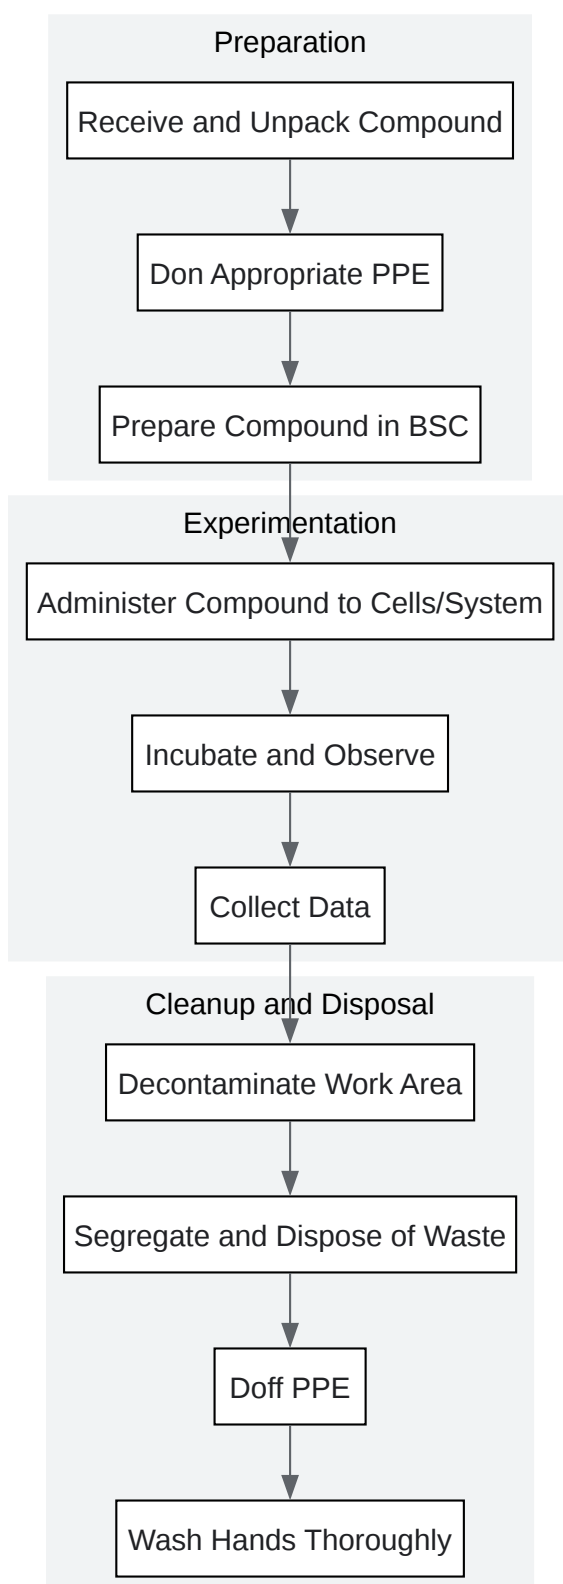 Preparation
Receive and Unpack Compound
Don Appropriate PPE
Prepare Compound in BSC
Experimentation
Administer Compound to Cells/System
Incubate and Observe
Collect Data
Cleanup and Disposal
Decontaminate Work Area
Segregate and Dispose of Waste
Doff PPE
Wash Hands Thoroughly